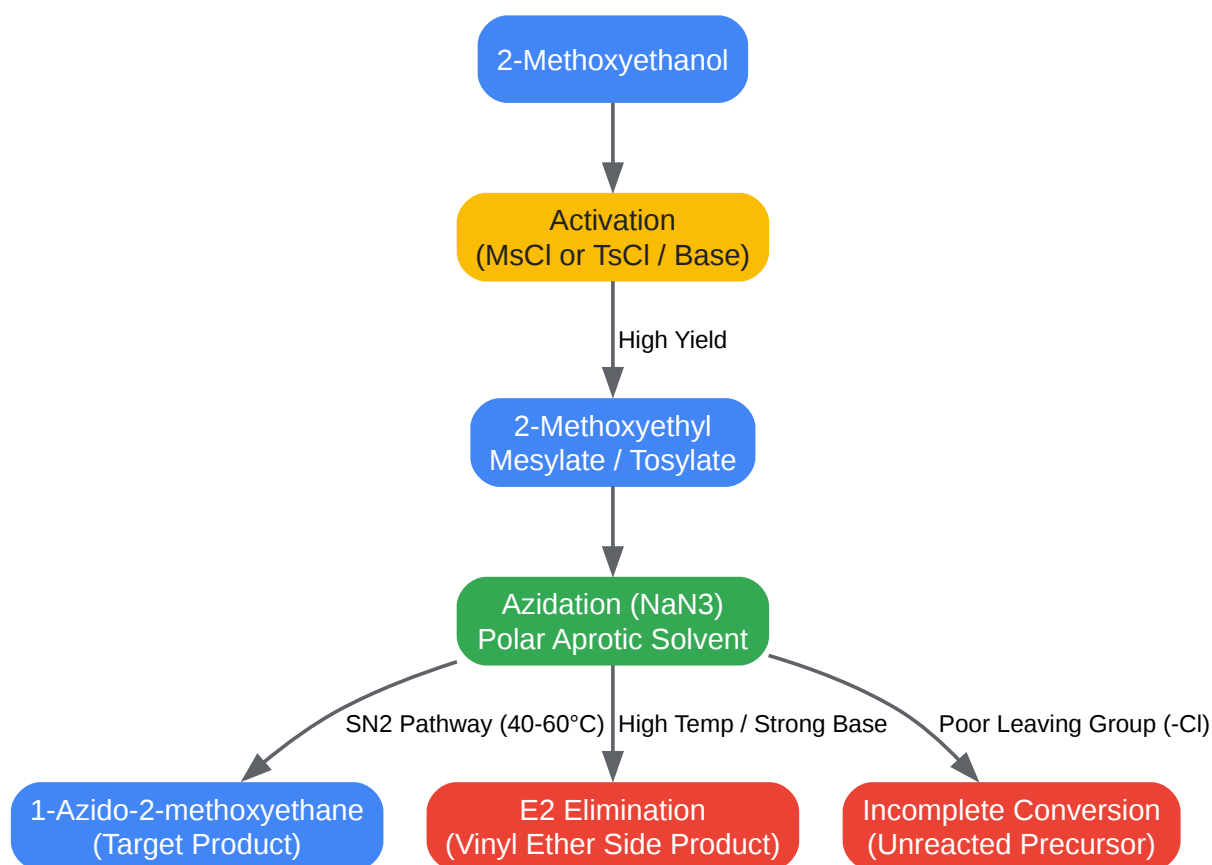 2-Methoxyethanol
Activation
(MsCl or TsCl / Base)
High Yield
2-Methoxyethyl
Mesylate / Tosylate
Azidation (NaN3)
Polar Aprotic Solvent
SN2 Pathway (40-60°C)
High Temp / Strong Base
Poor Leaving Group (-Cl)
1-Azido-2-methoxyethane
(Target Product)
E2 Elimination
(Vinyl Ether Side Product)
Incomplete Conversion
(Unreacted Precursor)